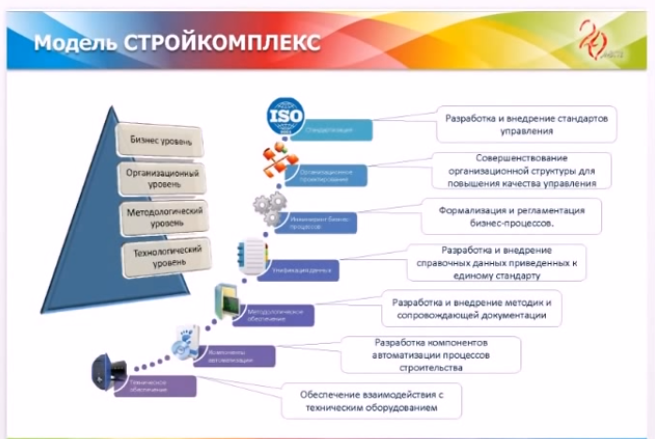 Модель СТРОЙКОМПЛЕКС
20 лет
Бизнес уровень
Организационный
уровень
Методологический
уровень
Технологический
уровень
ISO
Стандартизация
Разработка и внедрение стандартов
управления
Организационное
проектирование
Совершенствование
организационной структуры для
повышения качества управления
Инжиниринг бизнес
процессов
Формализация и регламентация
бизнес-процессов.
Унификация данных
Разработка и внедрение
справочных данных приведенных к
единому стандарту
Методологическое
обеспечение
Разработка и внедрение методик и
сопровождающей документации
Компоненты
автоматизации
Разработка компонентов
автоматизации процессов
строительства
Техническое
обеспечение
Обеспечение взаимодействия с
техническим оборудованием